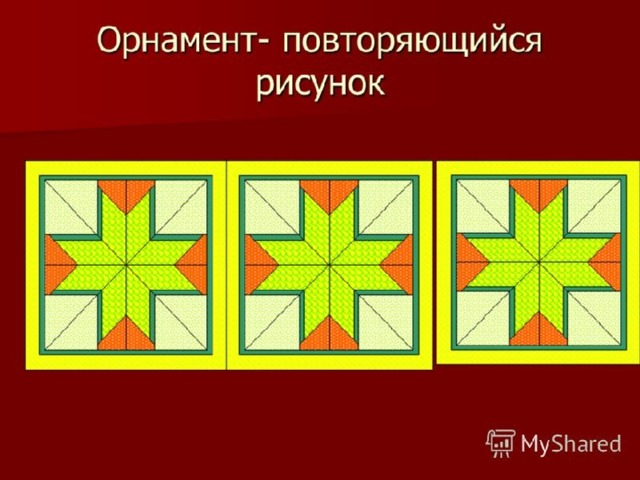 Орнамент- повторяющийся
рисунок
MyShared